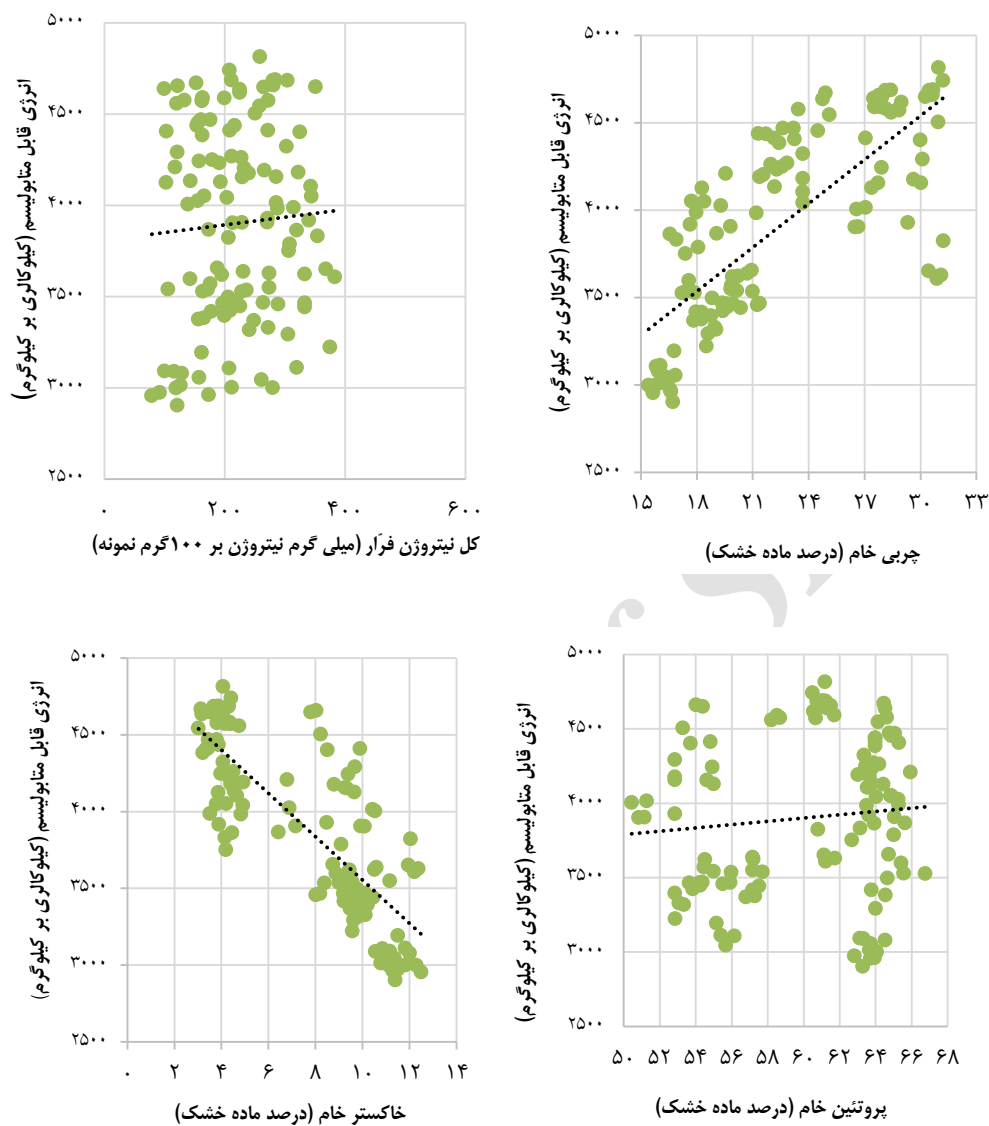 انرژی قابل متابولیسم (کیلوکالری بر کیلوگرم)
۵۰۰۰
۴۵۰۰
۴۰۰۰
۳۵۰۰
۳۰۰۰
۲۵۰۰
۰ ۲۰۰ ۴۰۰ ۶۰۰
کل نیتروژن فرّار (میلی گرم نیتروژن بر ۱۰۰گرم نمونه)
انرژی قابل متابولیسم (کیلوکالری بر کیلوگرم)
۵۰۰۰
۴۵۰۰
۴۰۰۰
۳۵۰۰
۳۰۰۰
۲۵۰۰
۱۵ ۱۸ ۲۱ ۲۴ ۲۷ ۳۰ ۳۳
چربی خام (درصد ماده خشک)
انرژی قابل متابولیسم (کیلوکالری بر کیلوگرم)
۵۰۰۰
۴۵۰۰
۴۰۰۰
۳۵۰۰
۳۰۰۰
۲۵۰۰
۰ ۲ ۴ ۶ ۸ ۱۰ ۱۲ ۱۴
خاکستر خام (درصد ماده خشک)
انرژی قابل متابولیسم (کیلوکالری بر کیلوگرم)
۵۰۰۰
۴۵۰۰
۴۰۰۰
۳۵۰۰
۳۰۰۰
۲۵۰۰
۵۰ ۵۲ ۵۴ ۵۶ ۵۸ ۶۰ ۶۲ ۶۴ ۶۶ ۶۸
پروتئین خام (درصد ماده خشک)